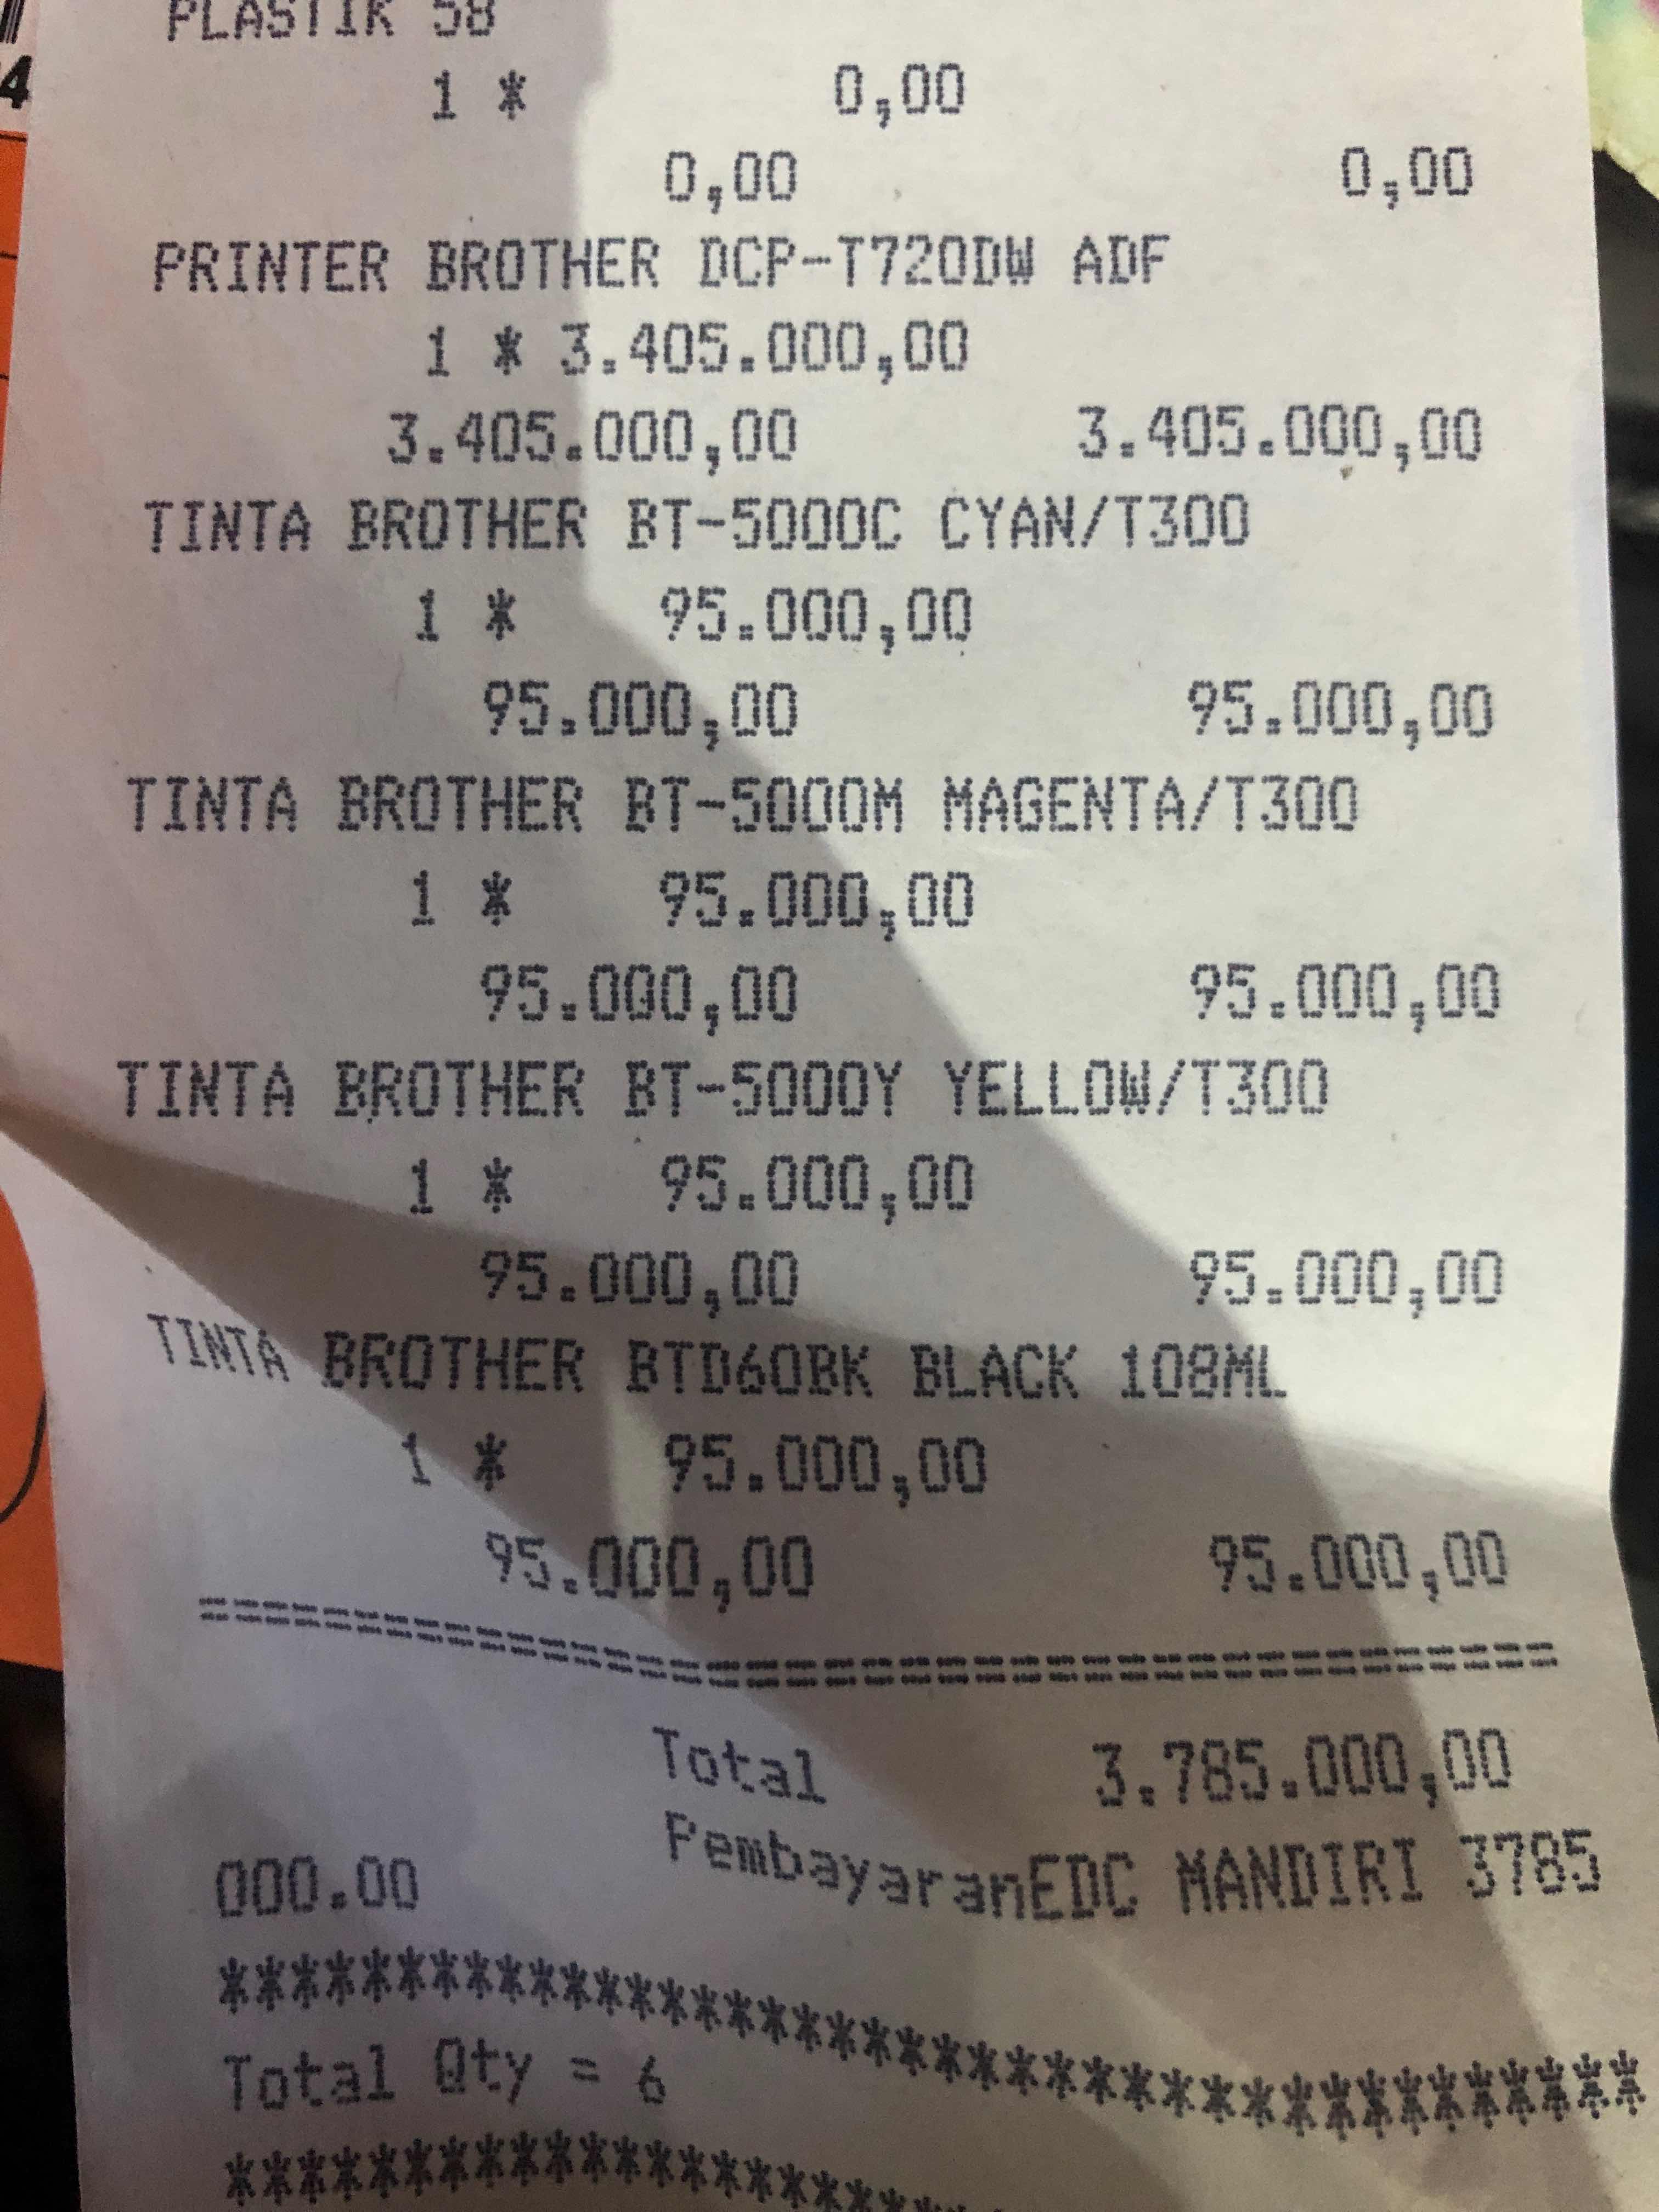 4
PLASTIK 58
1 * 0,00
0,00 0,00
PRINTER BROTHER DCP-T720DW ADF
1 * 3.405.000,00
3.405.000,00 3.405.000,00
TINTA BROTHER BT-5000C CYAN/T300
1 * 95.000,00
95.000,00 95.000,00
TINTA BROTHER BT-5000M MAGENTA/T300
1 * 95.000,00
95.000,00 95.000,00
TINTA BROTHER BT-5000Y YELLOW/T300
1 * 95.000,00
95.000,00 95.000,00
TINTA BROTHER BTD60BK BLACK 108ML
1 * 95.000,00
95.000,00 95.000,00
========================================
Total 3.785.000,00
PembayaranEDC MANDIRI 3785
000.00
****************************************
Total Qty = 6
****************************************